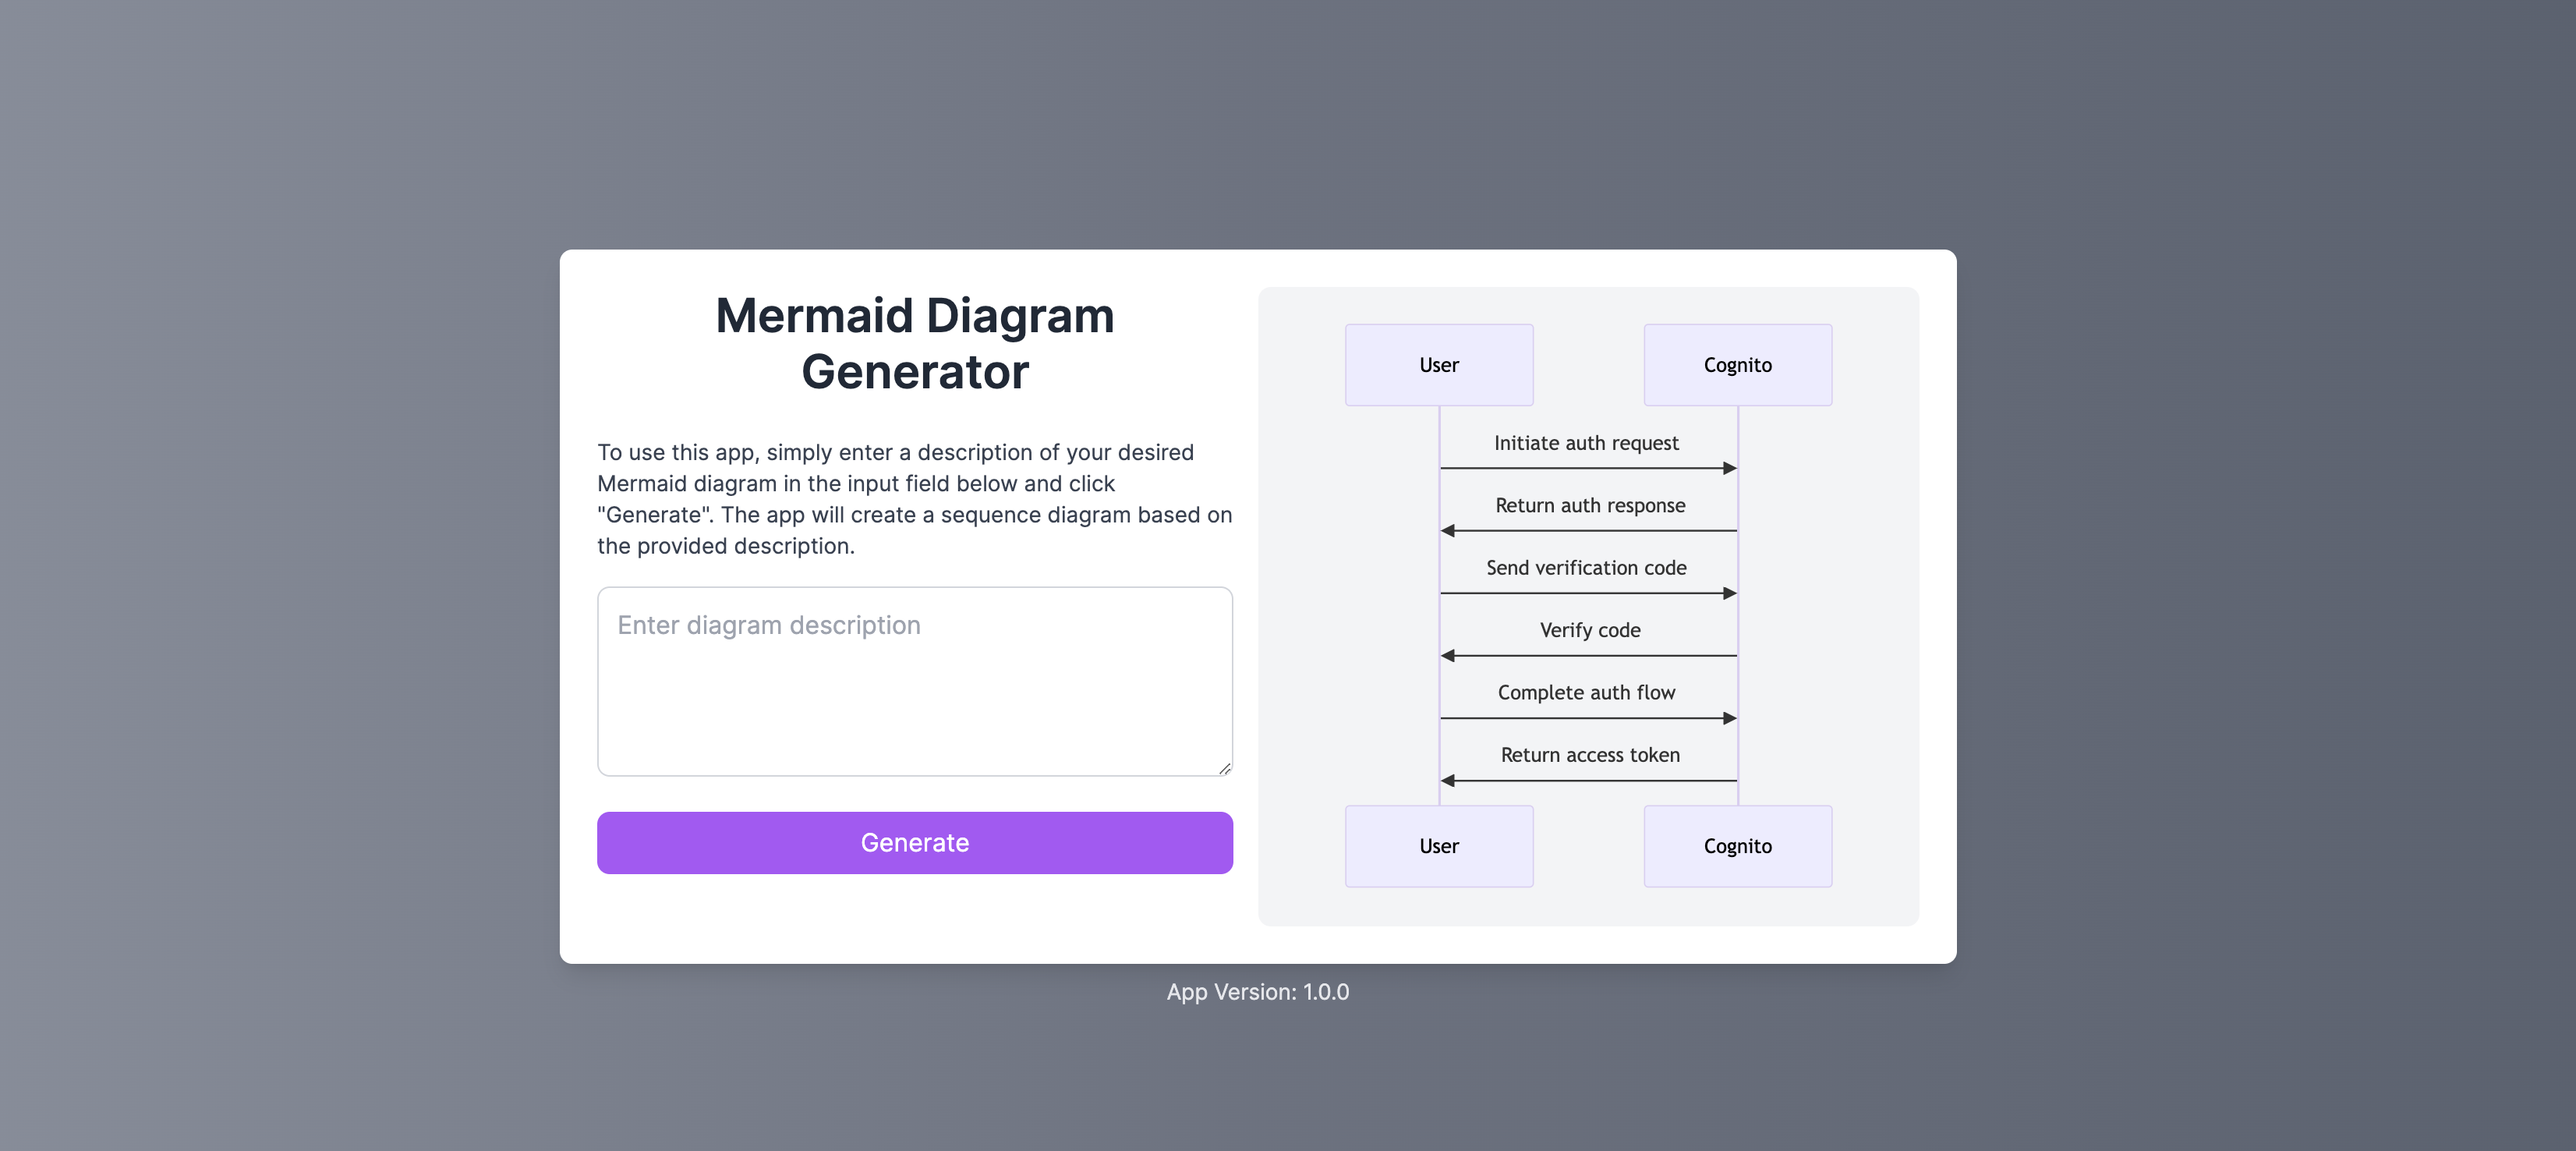 Mermaid Diagram
Generator
To use this app, simply enter a description of your desired
Mermaid diagram in the input field below and click
"Generate". The app will create a sequence diagram based on
the provided description.
Enter diagram description
Generate
User
Cognito
Initiate auth request
Return auth response
Send verification code
Verify code
Complete auth flow
Return access token
User
Cognito
App Version: 1.0.0